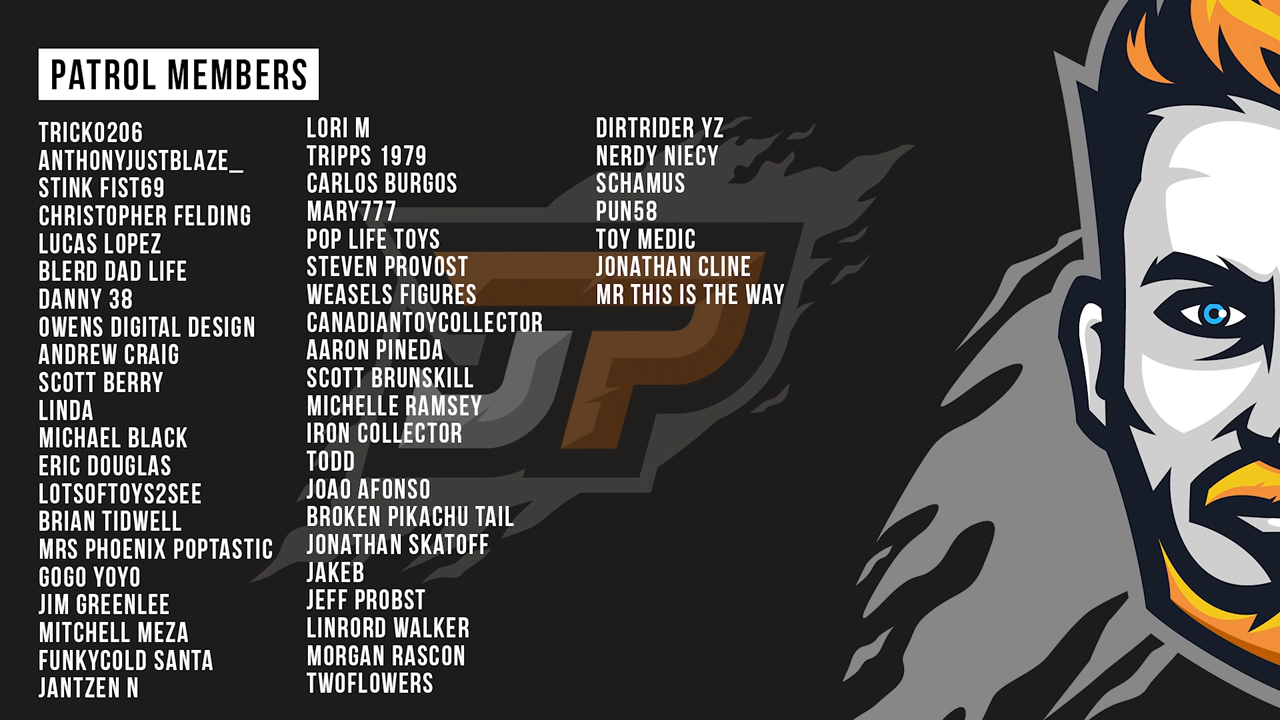 PATROL MEMBERS
TRICKO206
ANTHONYJUSTBLAZE_
STINK FIST69
CHRISTOPHER FELDING
LUCAS LOPEZ
BLERD DAD LIFE
DANNY 38
OWENS DIGITAL DESIGN
ANDREW CRAIG
SCOTT BERRY
LINDA
MICHAEL BLACK
ERIC DOUGLAS
LOTSOFTOYS2SEE
BRIAN TIDWELL
MRS PHOENIX POPTASTIC
GOGO YOYO
JIM GREENLEE
MITCHELL MEZA
FUNKYCOLD SANTA
JANTZEN N
LORI M
TRIPPS 1979
CARLOS BURGOS
MARY777
POP LIFE TOYS
STEVEN PROVOST
WEASELS FIGURES
CANADIANTOYCOLLECTOR
AARON PINEDA
SCOTT BRUNSKILL
MICHELLE RAMSEY
IRON COLLECTOR
TODD
JOAO AFONSO
BROKEN PIKACHU TAIL
JONATHAN SKATOFF
JAKEB
JEFF PROBST
LINRORD WALKER
MORGAN RASCON
TWOFLOWERS
DIRTRIDER YZ
NERDY NIECY
SCHAMUS
PUN58
TOY MEDIC
JONATHAN CLINE
MR THIS IS THE WAY
JP